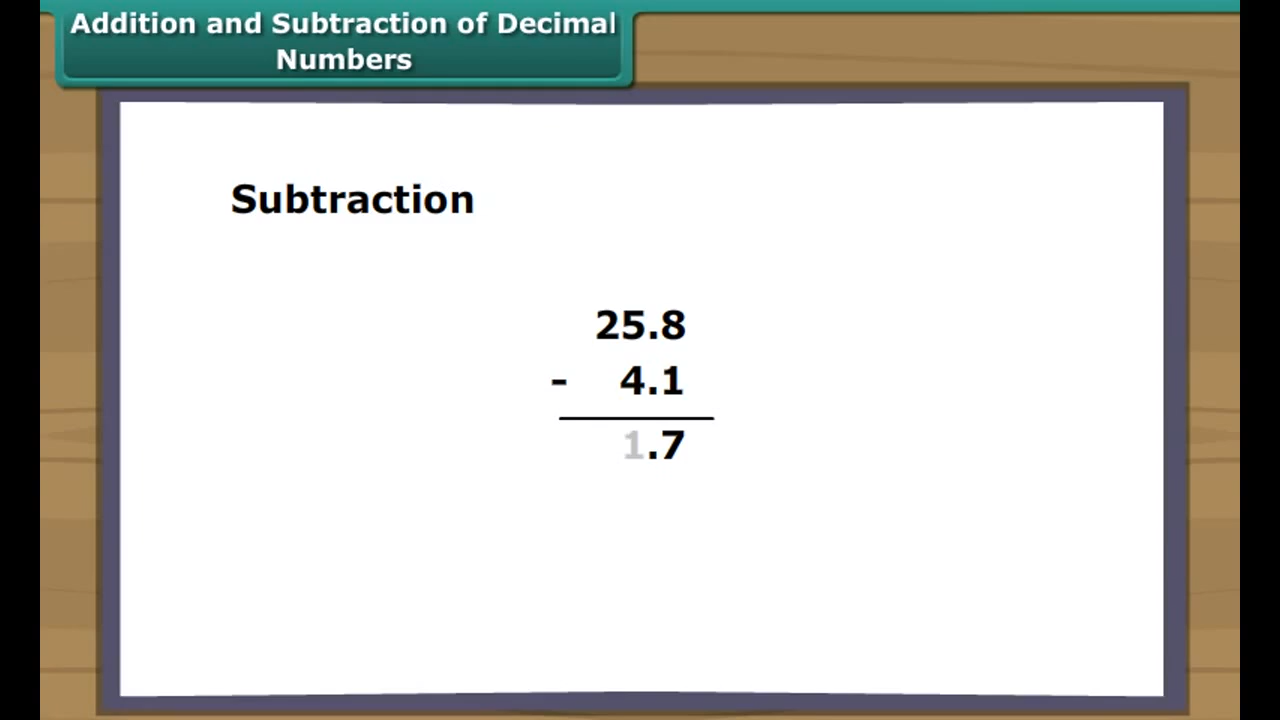 Addition and Subtraction of Decimal
Numbers
Subtraction
25.8
- 4.1
1.7